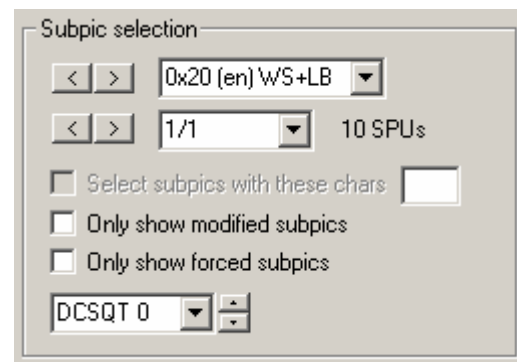 Subpic selection
< > 0x20 (en) WS+LB
< > 1/1 10 SPUs
Select subpics with these chars
Only show modified subpics
Only show forced subpics
DCSQT 0